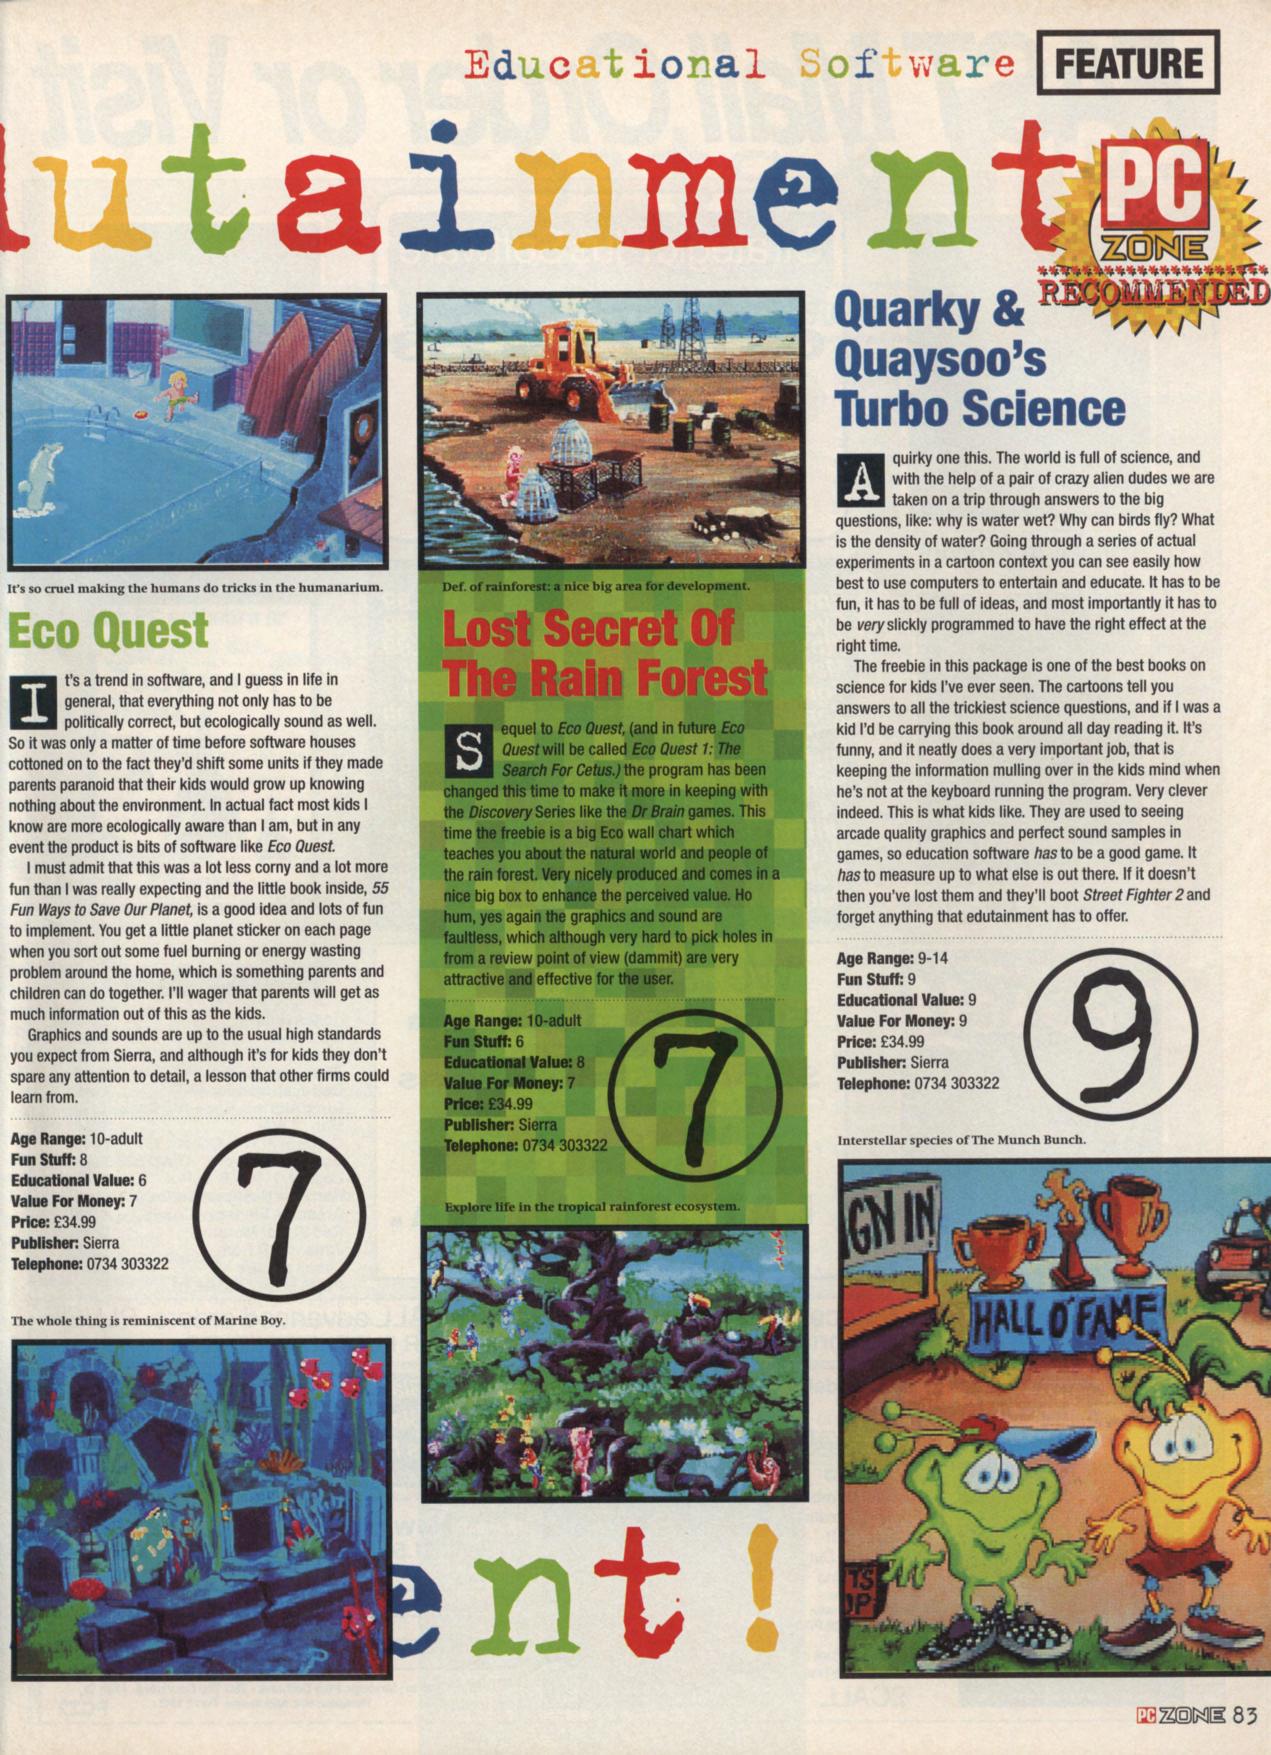 Educational Software
FEATURE
utainment
PC
ZONE
RECOMMENDED
It's so cruel making the humans do tricks in the humanarium.
Eco Quest
It's a trend in software, and I guess in life in
general, that everything not only has to be
politically correct, but ecologically sound as well.
So it was only a matter of time before software houses
cottoned on to the fact they'd shift some units if they made
parents paranoid that their kids would grow up knowing
nothing about the environment. In actual fact most kids I
know are more ecologically aware than I am, but in any
event the product is bits of software like Eco Quest.
I must admit that this was a lot less corny and a lot more
fun than I was really expecting and the little book inside, 55
Fun Ways to Save Our Planet, is a good idea and lots of fun
to implement. You get a little planet sticker on each page
when you sort out some fuel burning or energy wasting
problem around the home, which is something parents and
children can do together. I'll wager that parents will get as
much information out of this as the kids.
Graphics and sounds are up to the usual high standards
you expect from Sierra, and although it's for kids they don't
spare any attention to detail, a lesson that other firms could
learn from.
Age Range: 10-adult
Fun Stuff: 8
Educational Value: 6
Value For Money: 7
Price: £34.99
Publisher: Sierra
Telephone: 0734 303322
7
The whole thing is reminiscent of Marine Boy.
Def. of rainforest: a nice big area for development.
Lost Secret Of
The Rain Forest
Sequel to Eco Quest, (and in future Eco
Quest will be called Eco Quest 1: The
Search For Cetus.) the program has been
changed this time to make it more in keeping with
the Discovery Series like the Dr Brain games. This
time the freebie is a big Eco wall chart which
teaches you about the natural world and people of
the rain forest. Very nicely produced and comes in a
nice big box to enhance the perceived value. Ho
hum, yes again the graphics and sound are
faultless, which although very hard to pick holes in
from a review point of view (dammit) are very
attractive and effective for the user.
Age Range: 10-adult
Fun Stuff: 6
Educational Value: 8
Value For Money: 7
Price: £34.99
Publisher: Sierra
Telephone: 0734 303322
7
Explore life in the tropical rainforest ecosystem.
Quarky &
Quaysoo's
Turbo Science
A quirky one this. The world is full of science, and
with the help of a pair of crazy alien dudes we are
taken on a trip through answers to the big
questions, like: why is water wet? Why can birds fly? What
is the density of water? Going through a series of actual
experiments in a cartoon context you can see easily how
best to use computers to entertain and educate. It has to be
fun, it has to be full of ideas, and most importantly it has to
be very slickly programmed to have the right effect at the
right time.
The freebie in this package is one of the best books on
science for kids I've ever seen. The cartoons tell you
answers to all the trickiest science questions, and if I was a
kid I'd be carrying this book around all day reading it. It's
funny, and it neatly does a very important job, that is
keeping the information mulling over in the kids mind when
he's not at the keyboard running the program. Very clever
indeed. This is what kids like. They are used to seeing
arcade quality graphics and perfect sound samples in
games, so education software has to be a good game. It
has to measure up to what else is out there. If it doesn't
then you've lost them and they'll boot Street Fighter 2 and
forget anything that edutainment has to offer.
Age Range: 9-14
Fun Stuff: 9
Educational Value: 9
Value For Money: 9
Price: £34.99
Publisher: Sierra
Telephone: 0734 303322
9
Interstellar species of The Munch Bunch.
IGN IN!
HALL O' FAME
TS
OP
ent!
PC ZONE 83